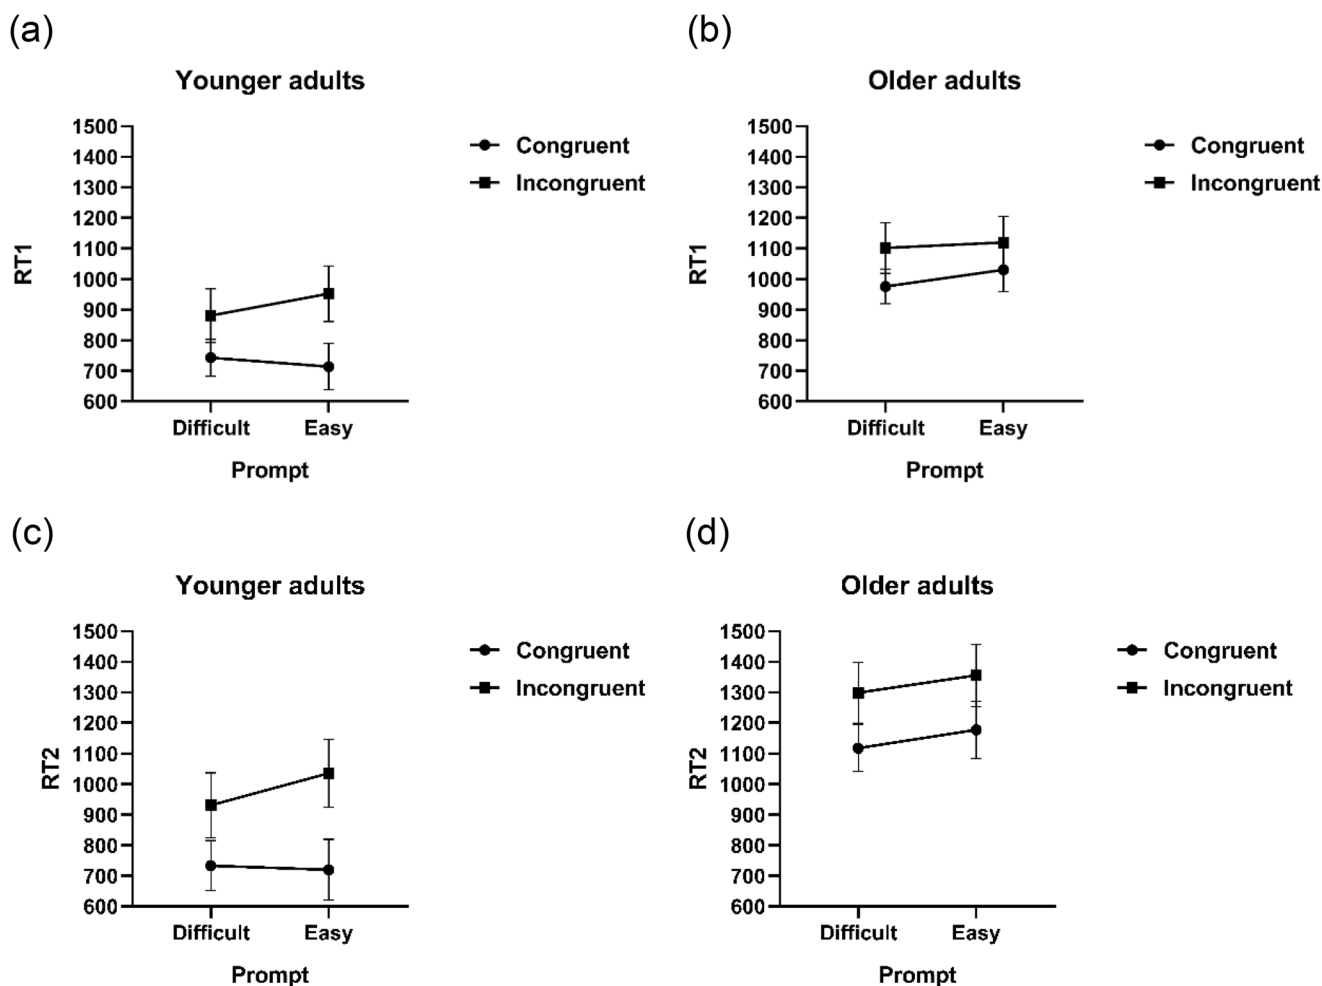 (a)
Younger adults
1500
1400
1300
1200
1100
1000
900
800
700
600
RT1
Difficult Easy
Prompt
Congruent
Incongruent
(b)
Older adults
1500
1400
1300
1200
1100
1000
900
800
700
600
RT1
Difficult Easy
Prompt
Congruent
Incongruent
(c)
Younger adults
1500
1400
1300
1200
1100
1000
900
800
700
600
RT2
Difficult Easy
Prompt
Congruent
Incongruent
(d)
Older adults
1500
1400
1300
1200
1100
1000
900
800
700
600
RT2
Difficult Easy
Prompt
Congruent
Incongruent